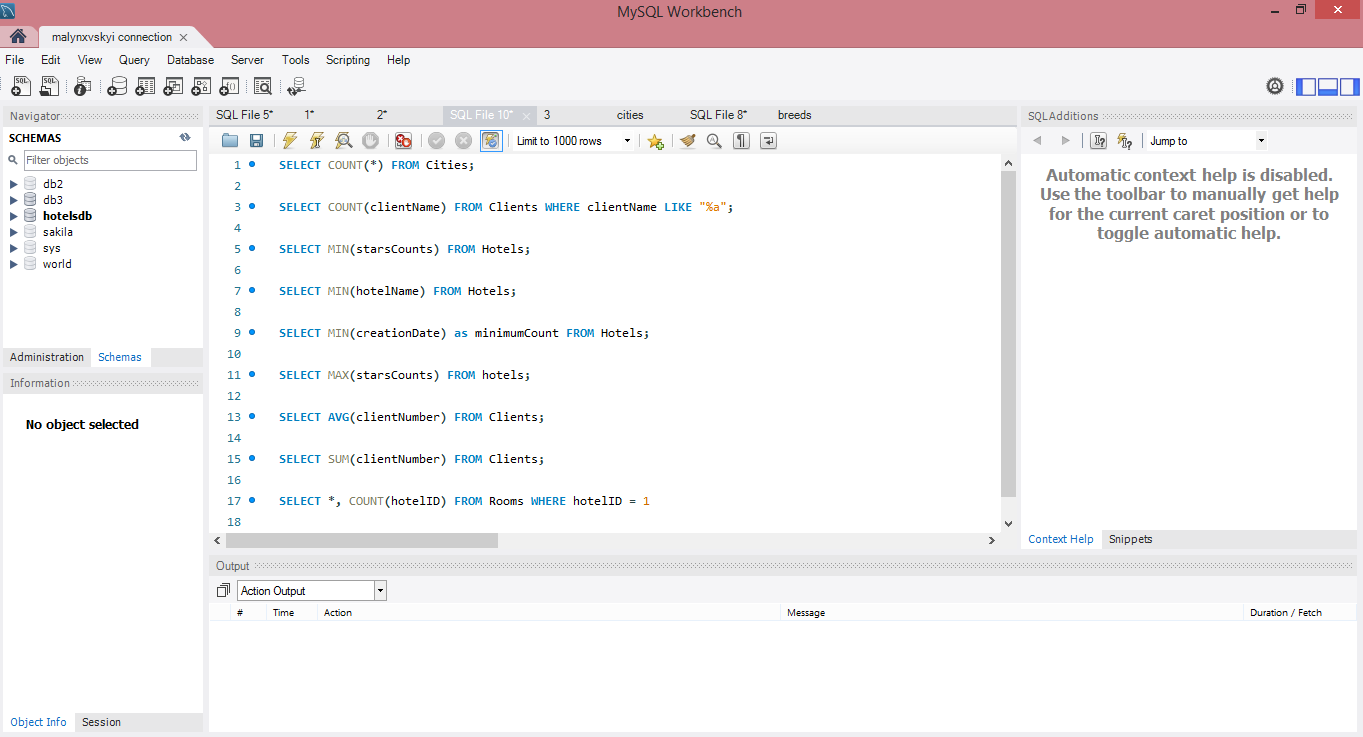 MySQL Workbench
malynxvskyi connection
File Edit View Query Database Server Tools Scripting Help
SQL SQL
Navigator
SCHEMAS
Filter objects
db2
db3
hotelsdb
sakila
sys
world
Administration Schemas
Information
No object selected
Object Info Session
SQL File 5* 1* 2* SQL File 10* 3 cities SQL File 8* breeds
Limit to 1000 rows
1 SELECT COUNT(*) FROM Cities;
2
3 SELECT COUNT(clientName) FROM Clients WHERE clientName LIKE "%a";
4
5 SELECT MIN(starsCounts) FROM Hotels;
6
7 SELECT MIN(hotelName) FROM Hotels;
8
9 SELECT MIN(creationDate) as minimumCount FROM Hotels;
10
11 SELECT MAX(starsCounts) FROM hotels;
12
13 SELECT AVG(clientNumber) FROM Clients;
14
15 SELECT SUM(clientNumber) FROM Clients;
16
17 SELECT *, COUNT(hotelID) FROM Rooms WHERE hotelID = 1
18
SQLAdditions
Jump to
Automatic context help is disabled.
Use the toolbar to manually get help
for the current caret position or to
toggle automatic help.
Context Help Snippets
Output
Action Output
# Time Action Message Duration / Fetch